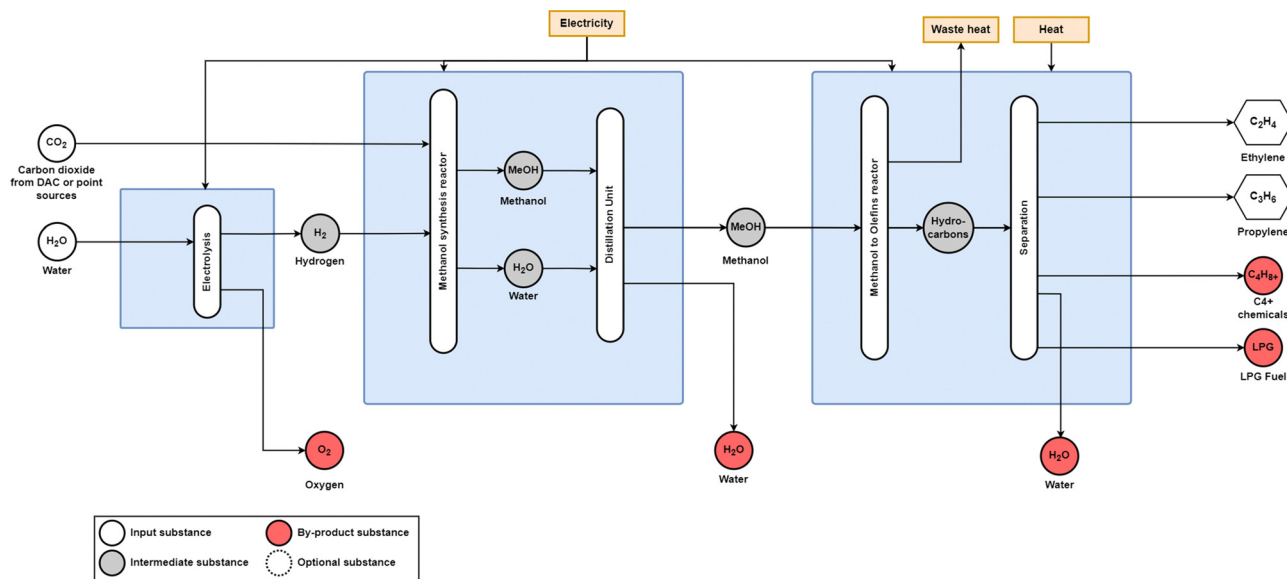 Electricity
Waste heat
Heat
CO₂
Carbon dioxide
from DAC or point
sources
H₂O
Water
Electrolysis
H₂
Hydrogen
O₂
Oxygen
Methanol synthesis reactor
MeOH
Methanol
H₂O
Water
Distillation Unit
MeOH
Methanol
H₂O
Water
Methanol to Olefins reactor
Hydro-
carbons
Separation
C₂H₄
Ethylene
C₃H₆
Propylene
C₄H₈₊
C4+
chemicals
LPG
LPG Fuel
H₂O
Water
Input substance
By-product substance
Intermediate substance
Optional substance